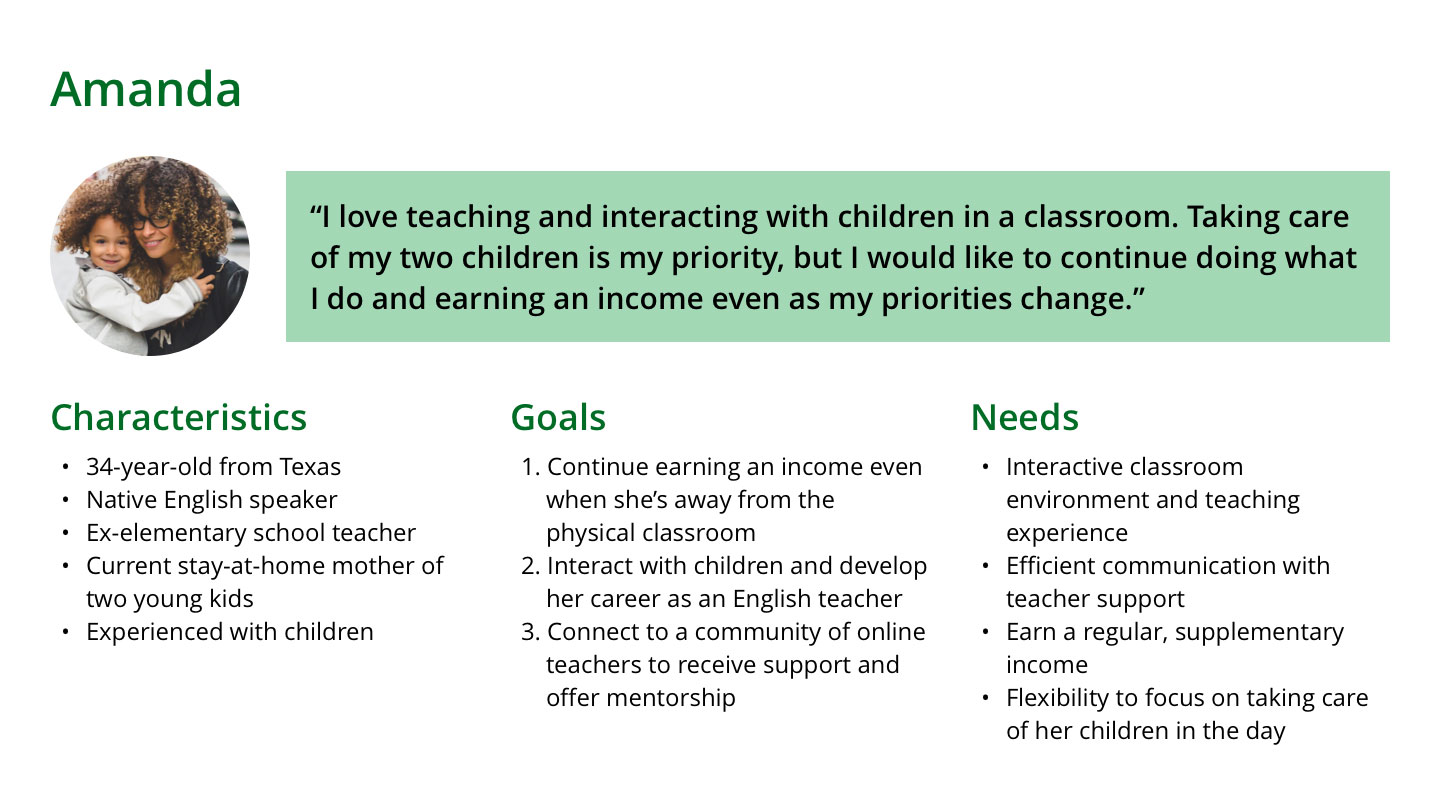 Amanda
“I love teaching and interacting with children in a classroom. Taking care
of my two children is my priority, but I would like to continue doing what
I do and earning an income even as my priorities change.”
Characteristics
• 34-year-old from Texas
• Native English speaker
• Ex-elementary school teacher
• Current stay-at-home mother of
two young kids
• Experienced with children
Goals
1. Continue earning an income even
when she’s away from the
physical classroom
2. Interact with children and develop
her career as an English teacher
3. Connect to a community of online
teachers to receive support and
offer mentorship
Needs
• Interactive classroom
environment and teaching
experience
• Efficient communication with
teacher support
• Earn a regular, supplementary
income
• Flexibility to focus on taking care
of her children in the day